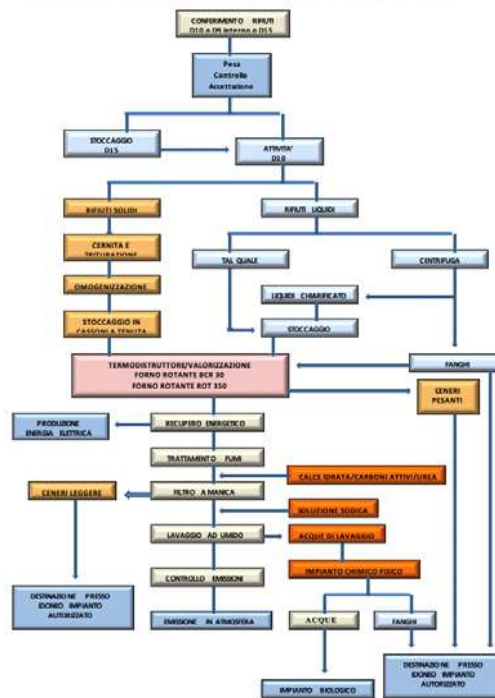 CONFERIMENTO RIFIUTI
D10 o D9 interno o D15
Pesa
Controllo
Accettazione
STOCCAGGIO
D15
ATTIVITA'
D10
RIFIUTI SOLIDI
RIFIUTI LIQUIDI
CERNITA E
TRITURAZIONE
TAL QUALE
CENTRIFUGA
OMOGENIZZAZIONE
LIQUIDI CHIARIFICATO
STOCCAGGIO IN
CASSONI A TENUTA
STOCCAGGIO
TERMODISTRUTTORE/VALORIZZAZIONE
FORNO ROTANTE BCR 30
FORNO ROTANTE ROT 350
FANGHI
CENERI
PESANTI
PRODUZIONE
ENERGIA ELETTRICA
RECUPERO ENERGETICO
TRATTAMENTO FUMI
CALCE IDRATA/CARBONI ATTIVI/UREA
CENERI LEGGERE
FILTRO A MANICA
SOLUZIONE SODICA
LAVAGGIO AD UMIDO
ACQUE DI LAVAGGIO
CONTROLLO EMISSIONI
IMPIANTO CHIMICO FISICO
DESTINAZIONE PRESSO
IDONEO IMPIANTO
AUTORIZZATO
EMISSIONE IN ATMOSFERA
ACQUE
FANGHI
DESTINAZIONE PRESSO
IDONEO IMPIANTO
AUTORIZZATO
IMPIANTO BIOLOGICO